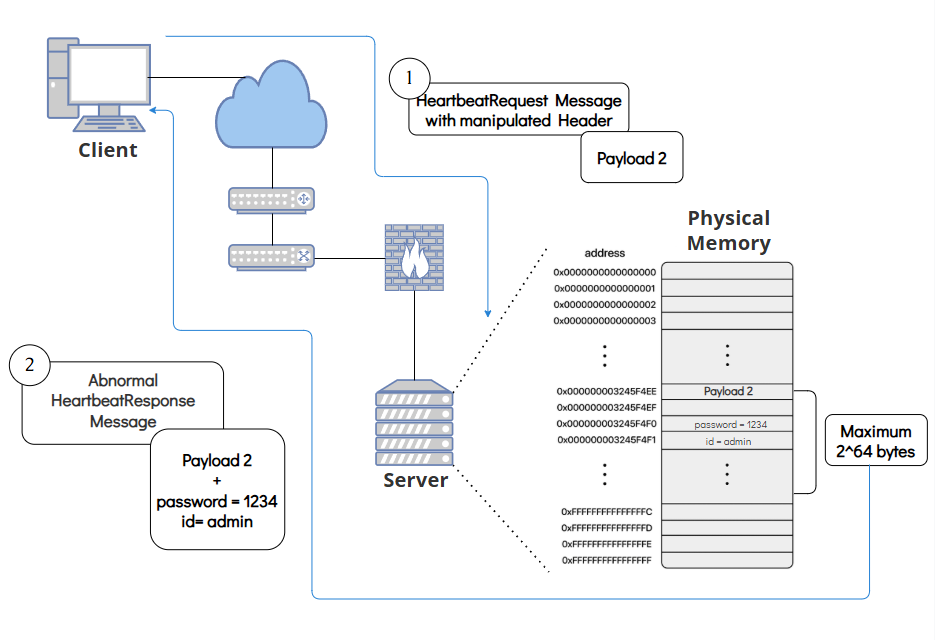 1
HeartbeatRequest Message
with manipulated Header
Payload 2
Client
Physical
Memory
address
0x0000000000000000
0x0000000000000001
0x0000000000000002
0x0000000000000003
0x000000003245F4EE
Payload 2
0x000000003245F4EF
0x000000003245F4F0
password = 1234
0x000000003245F4F1
id = admin
Maximum
2^64 bytes
0xFFFFFFFFFFFFFFFC
0xFFFFFFFFFFFFFFFD
0xFFFFFFFFFFFFFFFE
0xFFFFFFFFFFFFFFFF
Server
2
Abnormal
HeartbeatResponse
Message
Payload 2
+
password = 1234
id= admin